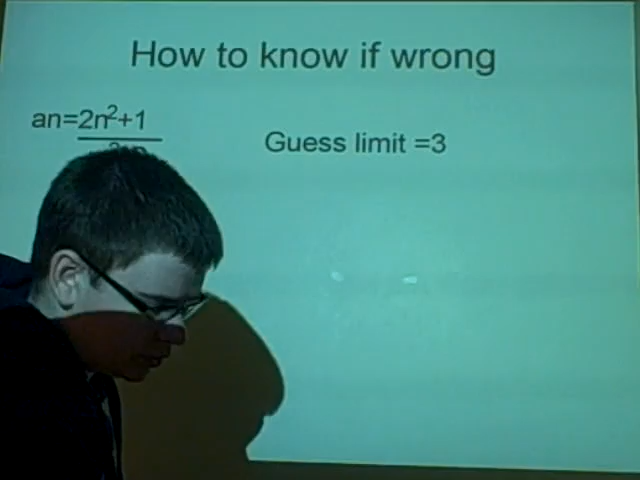 How to know if wrong
an=2n²+1
Guess limit =3